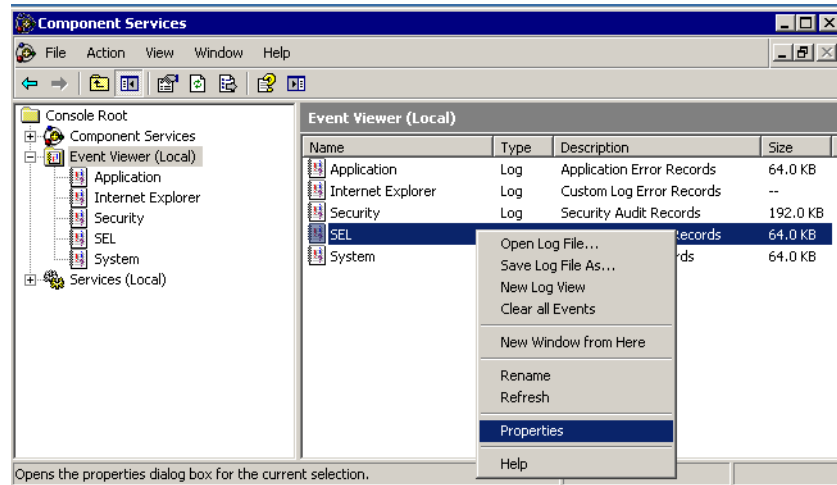 Component Services
File Action View Window Help
Console Root
Component Services
Event Viewer (Local)
Application
Internet Explorer
Security
SEL
System
Services (Local)
Event Viewer (Local)
Name Type Description Size
Application Log Application Error Records 64.0 KB
Internet Explorer Log Custom Log Error Records --
Security Log Security Audit Records 192.0 KB
SEL Records 64.0 KB
System 64.0 KB
Open Log File...
Save Log File As...
New Log View
Clear all Events
New Window from Here
Rename
Refresh
Properties
Help
Opens the properties dialog box for the current selection.